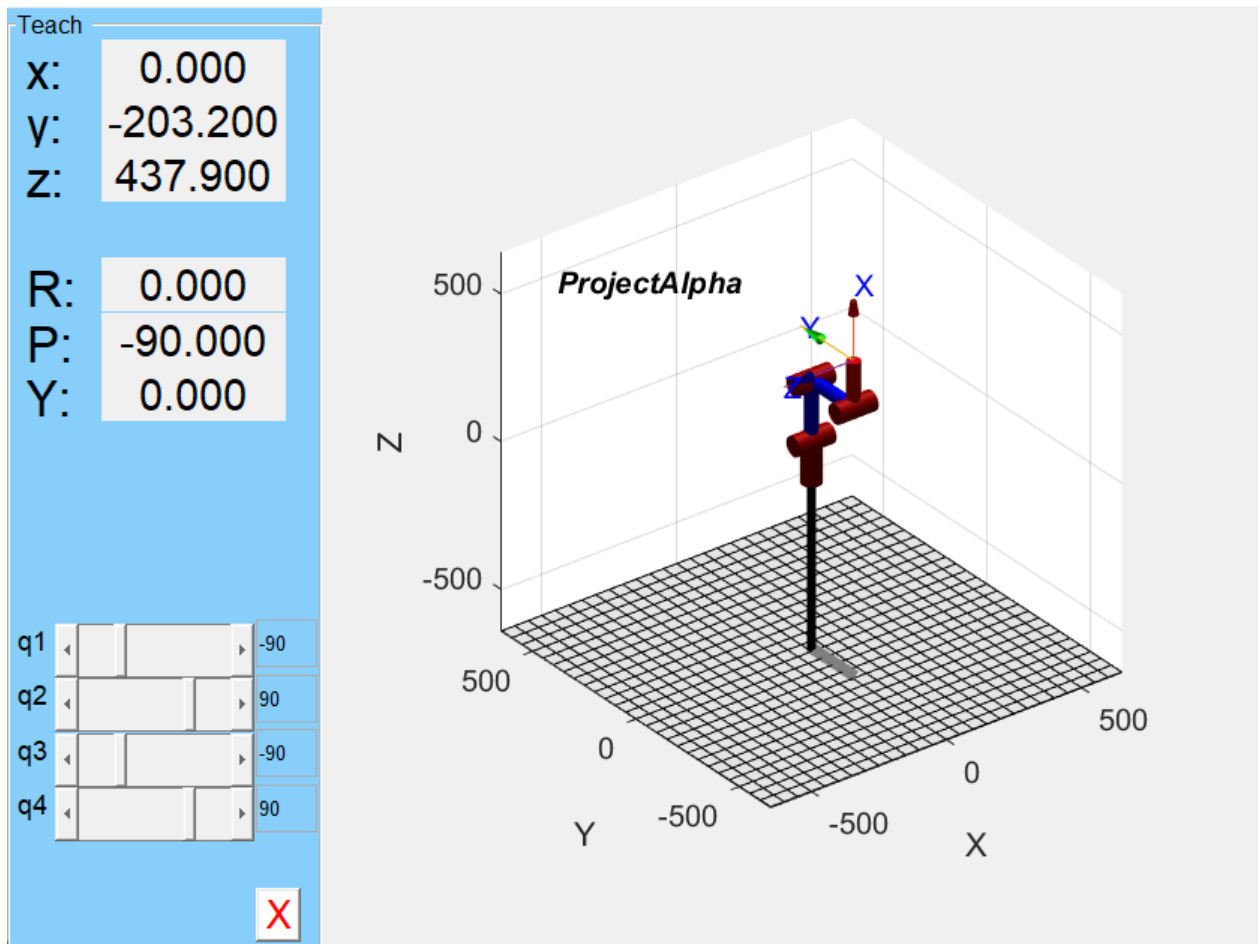 Teach
x: 0.000
y: -203.200
z: 437.900
R: 0.000
P: -90.000
Y: 0.000
q1 -90
q2 90
q3 -90
q4 90
X
ProjectAlpha
X
Y
Z
Z
500
0
-500
500
0
-500
Y
-500
0
500
X